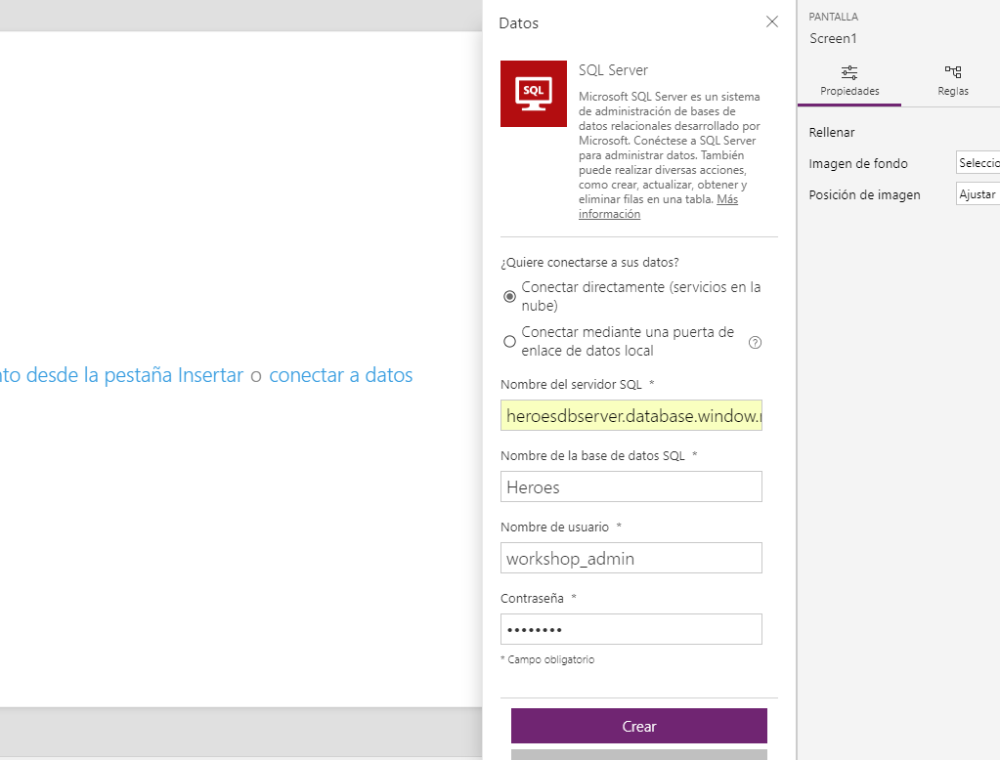 Datos
SQL
SQL Server
Microsoft SQL Server es un sistema
de administración de bases de
datos relacionales desarrollado por
Microsoft. Conéctese a SQL Server
para administrar datos. También
puede realizar diversas acciones,
como crear, actualizar, obtener y
eliminar filas en una tabla. Más
información
¿Quiere conectarse a sus datos?
Conectar directamente (servicios en la
nube)
Conectar mediante una puerta de
enlace de datos local
?
Nombre del servidor SQL *
heroesdbserver.database.window.
Nombre de la base de datos SQL *
Heroes
Nombre de usuario *
workshop_admin
Contraseña *
••••••••
* Campo obligatorio
Crear
desde la pestaña Insertar o conectar a datos
PANTALLA
Screen1
Propiedades
Reglas
Rellenar
Imagen de fondo
Seleccio
Posición de imagen
Ajustar